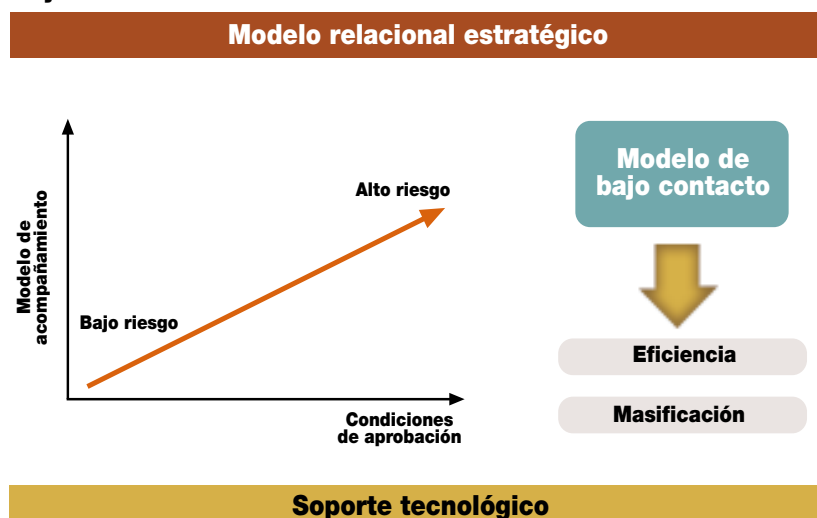 Modelo relacional estratégico
Modelo de
acompañamiento
Alto riesgo
Bajo riesgo
Condiciones
de aprobación
Modelo de
bajo contacto
Eficiencia
Masificación
Soporte tecnológico